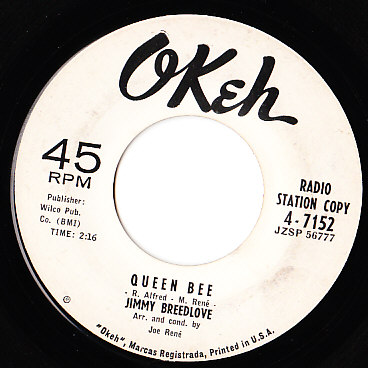 OKeh
45
RPM
Publisher:
Wilco Pub.
Co. (BMI)
TIME: 2:16
RADIO
STATION COPY
4-7152
JZSP 56777
QUEEN BEE
- R. Alfred - M. René -
JIMMY BREEDLOVE
Arr. and cond. by
Joe René
℗
"Okeh", Marcas Registrada, Printed in U.S.A.